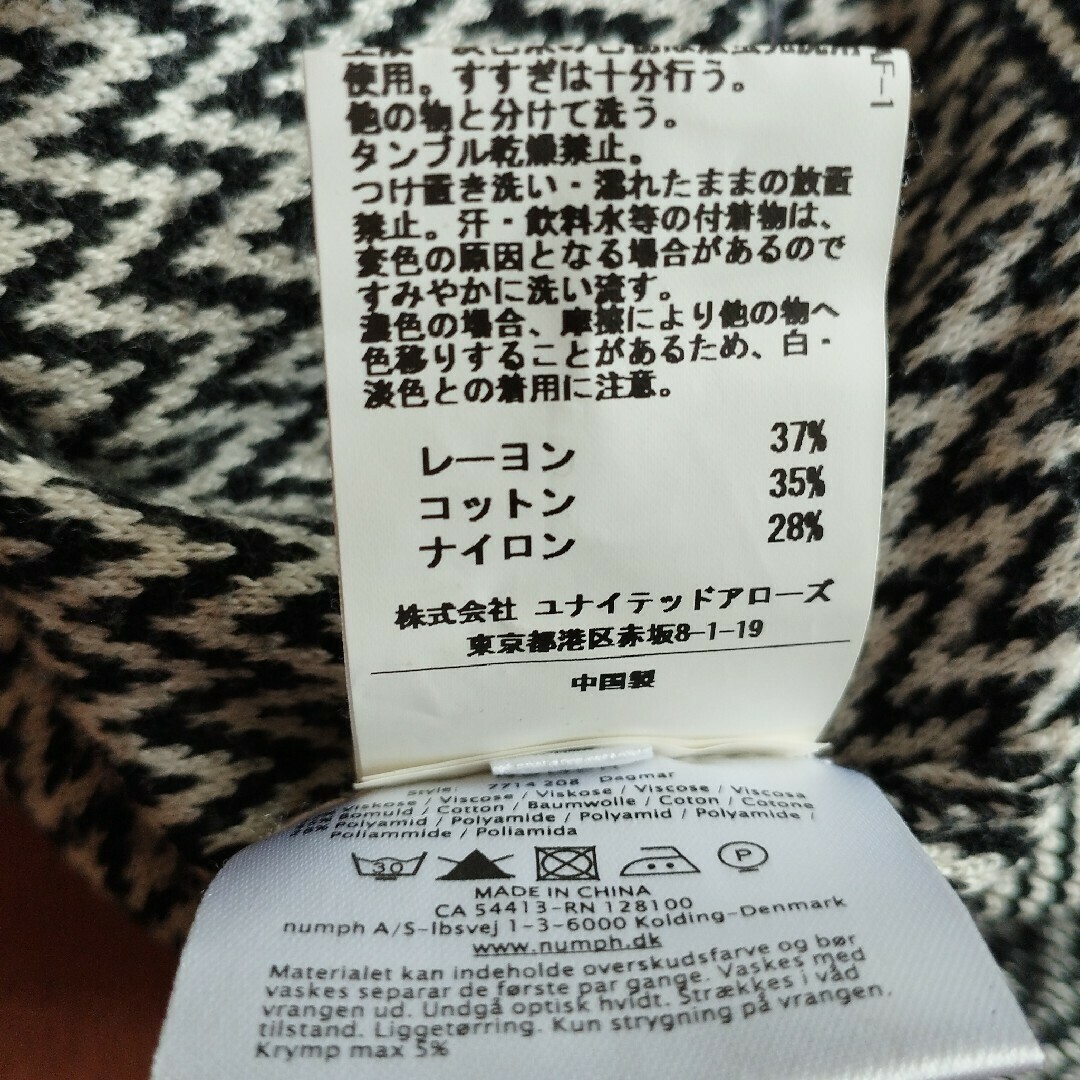 使用。すすぎは十分行う。
他の物と分けて洗う。
タンブル乾燥禁止。
つけ置き洗い・濡れたままの放置
禁止。汗・飲料水等の付着物は、
変色の原因となる場合があるので
すみやかに洗い流す。
濃色の場合、摩擦により他の物へ
色移りすることがあるため、白・
淡色との着用に注意。
レーヨン 37%
コットン 35%
ナイロン 28%
株式会社 ユナイテッドアローズ
東京都港区赤坂8-1-19
中国製
Style: 7714 208 Dagmar
Viskose / Viscose / Viskose / Viscose / Viscosa
Bomuld / Cotton / Baumwolle / Coton / Cotone
28% Polyamid / Polyamide / Polyamid / Polyamide /
Poliammide / Poliamida
30
P
MADE IN CHINA
CA 54413-RN 128100
numph A/S-Ibsvej 1-3-6000 Kolding-Denmark
www.numph.dk
Materialet kan indeholde overskudsfarve og bør
vaskes separar de første par gange. Vaskes med
vrangen ud. Undgå optisk hvidt. Strækkes i våd
tilstand. Liggetørring. Kun strygning på vrangen.
Krymp max 5%